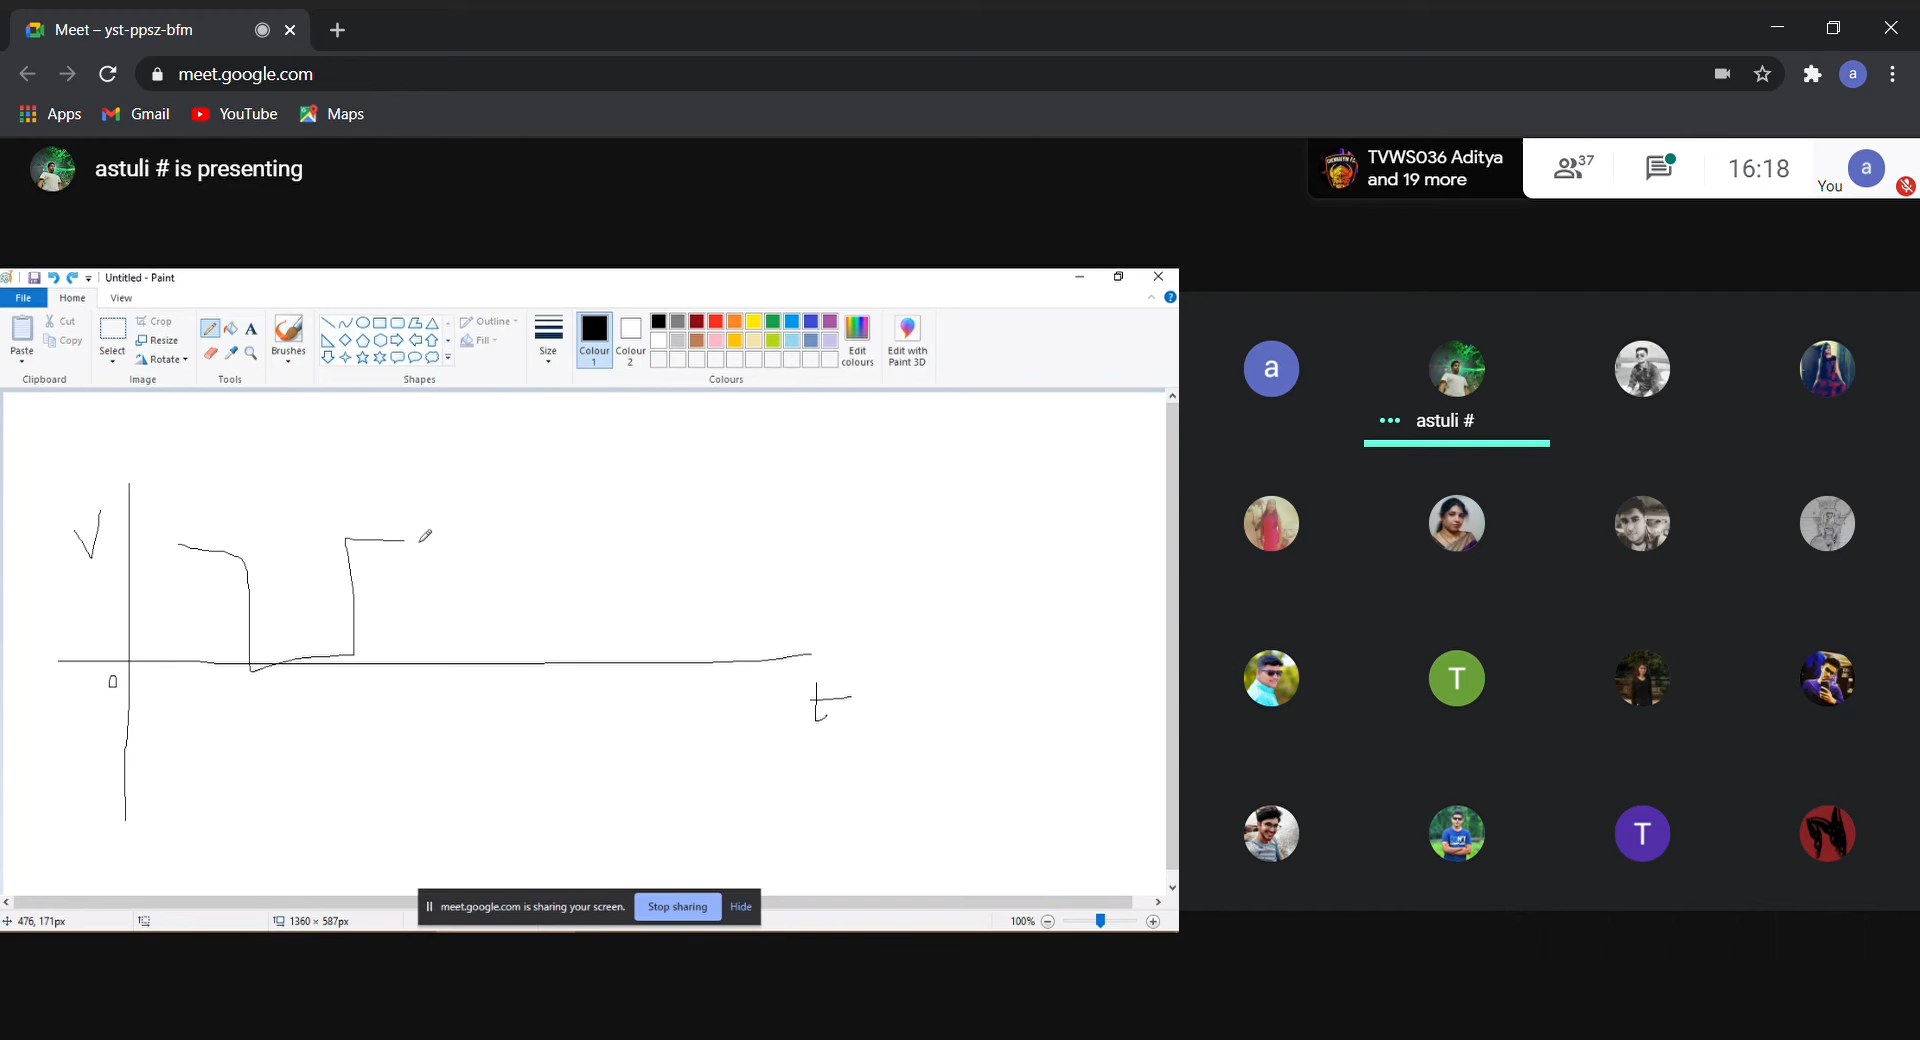 Meet – yst-ppsz-bfm
meet.google.com
a
Apps
Gmail
YouTube
Maps
astuli # is presenting
TVWS036 Aditya
and 19 more
37
16:18
You
a
Untitled - Paint
File
Home
View
Paste
Cut
Copy
Clipboard
Select
Crop
Resize
Rotate
Image
A
Tools
Brushes
Shapes
Outline
Fill
Size
Colour
1
Colour
2
Colours
Edit
colours
Edit with
Paint 3D
V
0
t
meet.google.com is sharing your screen.
Stop sharing
Hide
476, 171px
1360 × 587px
100%
a
astuli #
T
T